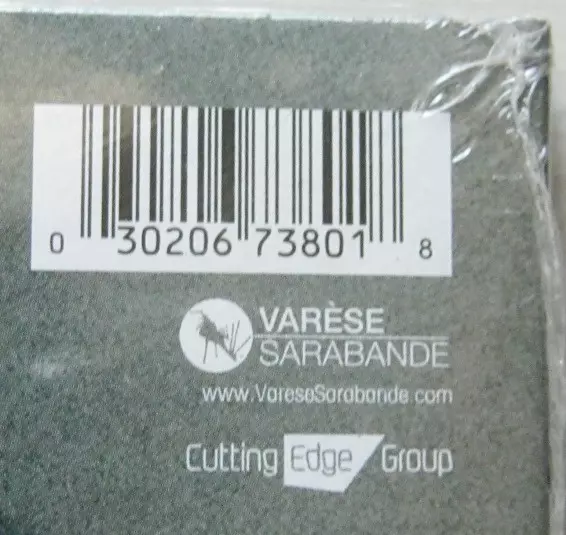 0 30206 73801 8
VARÈSE
SARABANDE
www.VareseSarabande.com
Cutting Edge Group